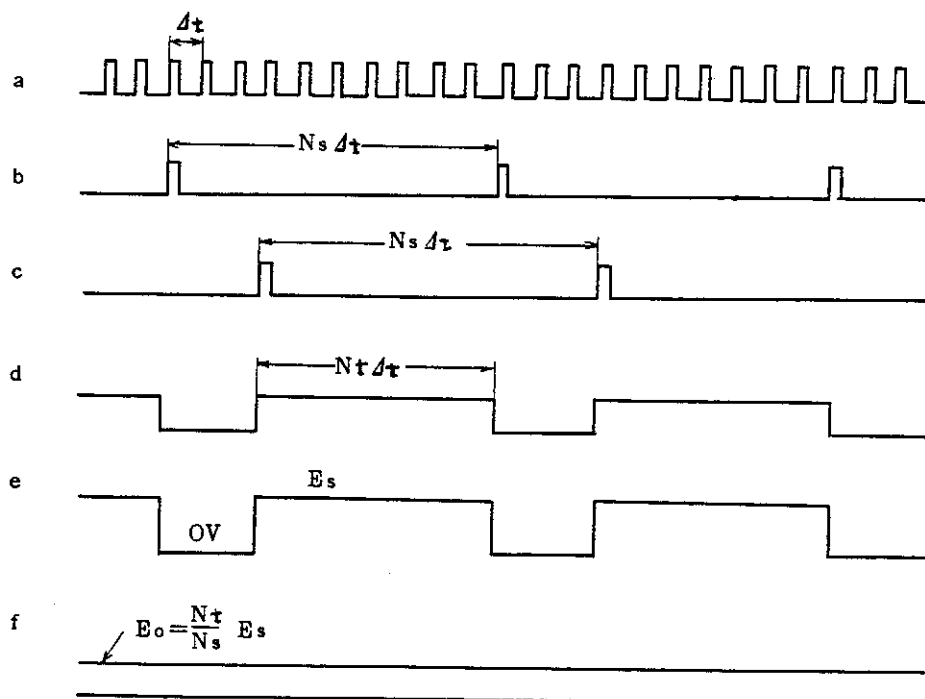 Δt
a
Ns Δt
b
Ns Δt
c
Nt Δt
d
e
Es
OV
f
Eo = Nt/Ns Es